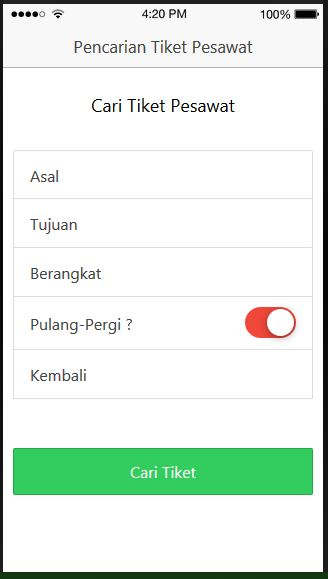 4:20 PM 100%
Pencarian Tiket Pesawat
Cari Tiket Pesawat
Asal
Tujuan
Berangkat
Pulang-Pergi ?
Kembali
Cari Tiket